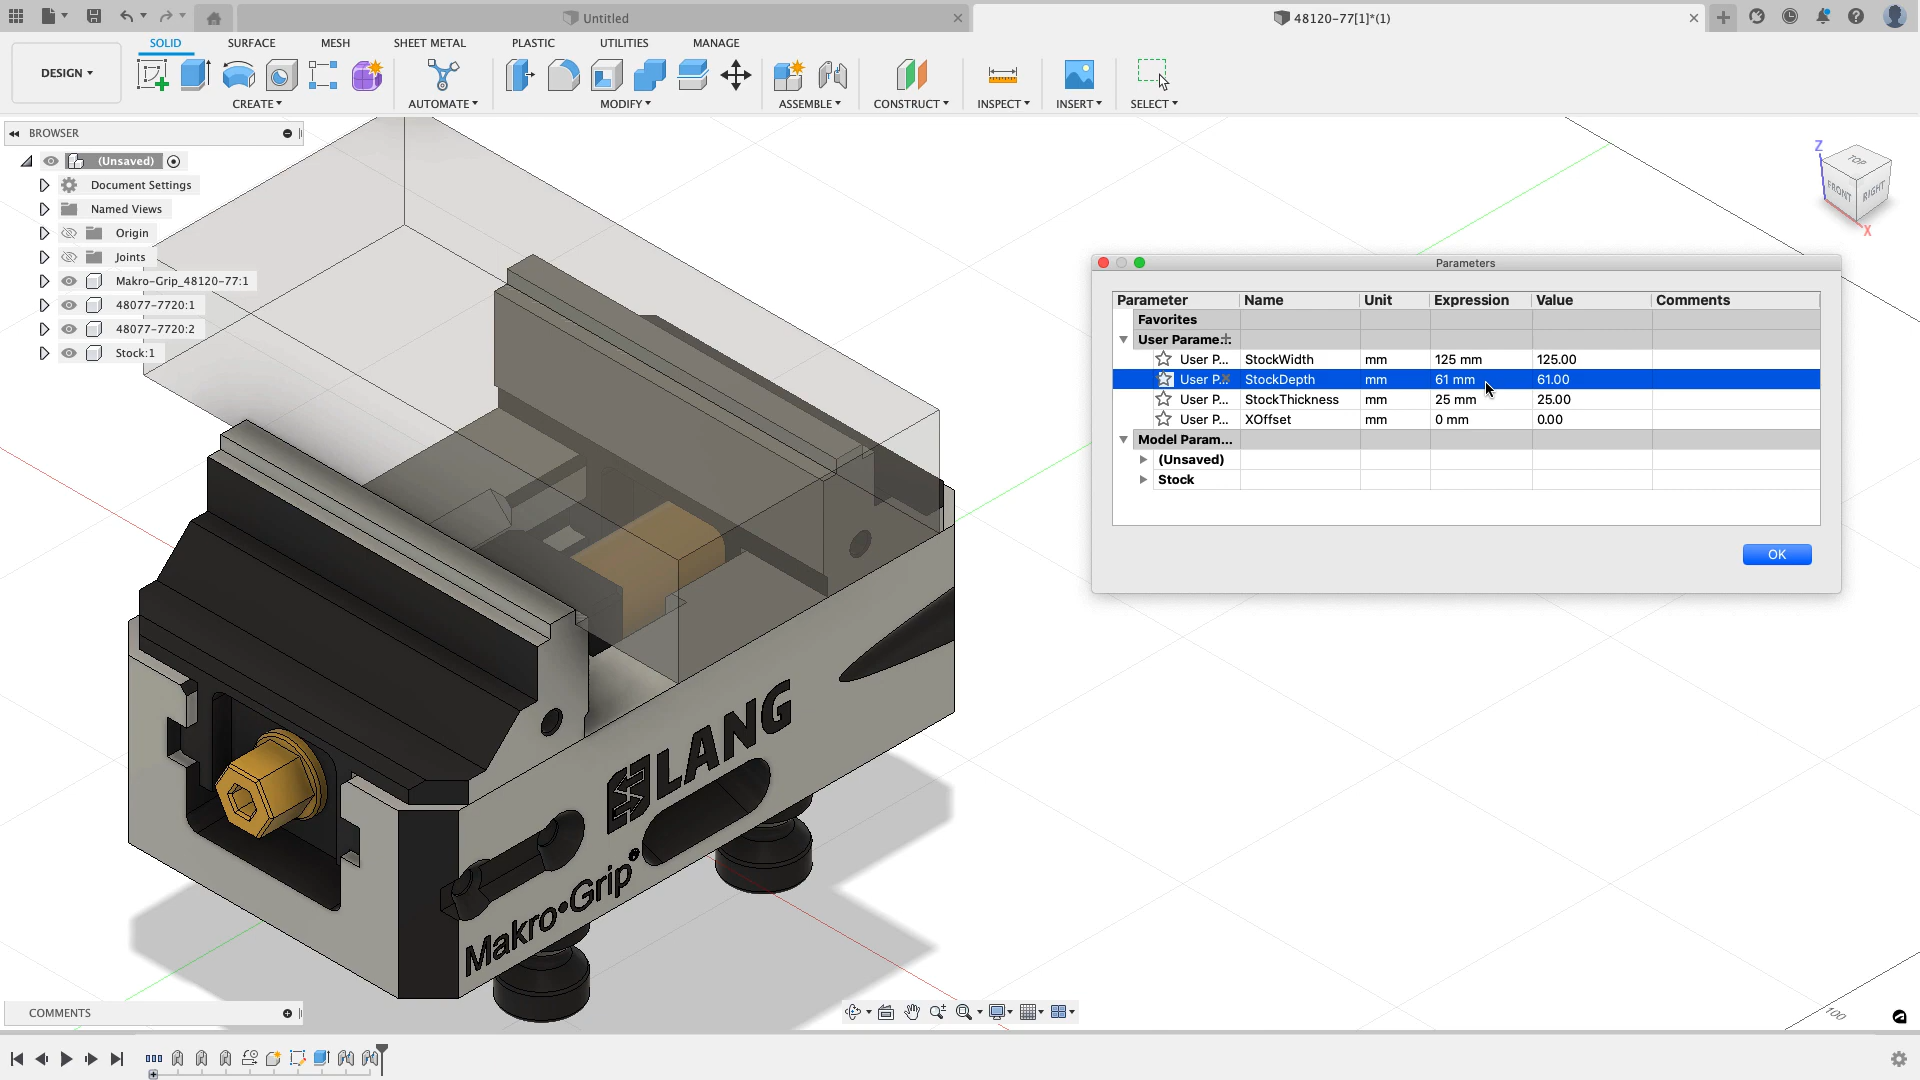 Untitled
48120-77[1]*(1)
SOLID
SURFACE
MESH
SHEET METAL
PLASTIC
UTILITIES
MANAGE
DESIGN
CREATE
AUTOMATE
MODIFY
ASSEMBLE
CONSTRUCT
INSPECT
INSERT
SELECT
BROWSER
(Unsaved)
Document Settings
Named Views
Origin
Joints
Makro-Grip_48120-77:1
48077-7720:1
48077-7720:2
Stock:1
Z
TOP
FRONT
RIGHT
X
Parameters
Parameter Name Unit Expression Value Comments
Favorites
User Parame...
User P... StockWidth mm 125 mm 125.00
User P... StockDepth mm 61 mm 61.00
User P... StockThickness mm 25 mm 25.00
User P... XOffset mm 0 mm 0.00
Model Param...
(Unsaved)
Stock
OK
LANG
Makro•Grip®
COMMENTS
100